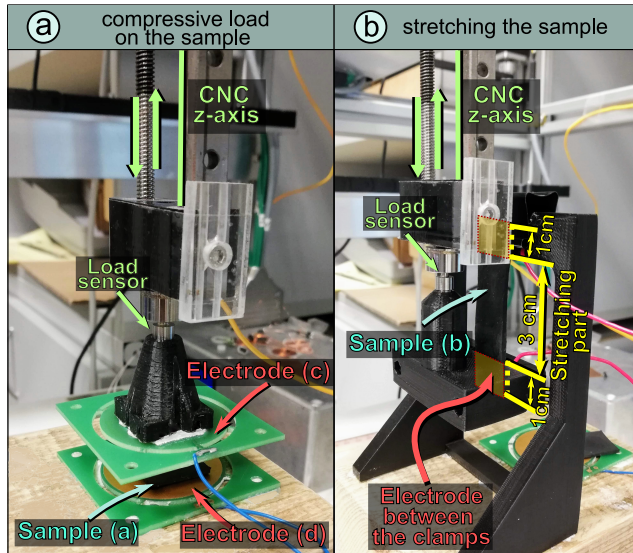 a
compressive load
on the sample
CNC
z-axis
Load
sensor
Electrode (c)
Sample (a)
Electrode (d)
b
stretching the sample
CNC
z-axis
Load
sensor
1cm
3 cm
Stretching
part
Sample (b)
1cm
Electrode
between
the clamps